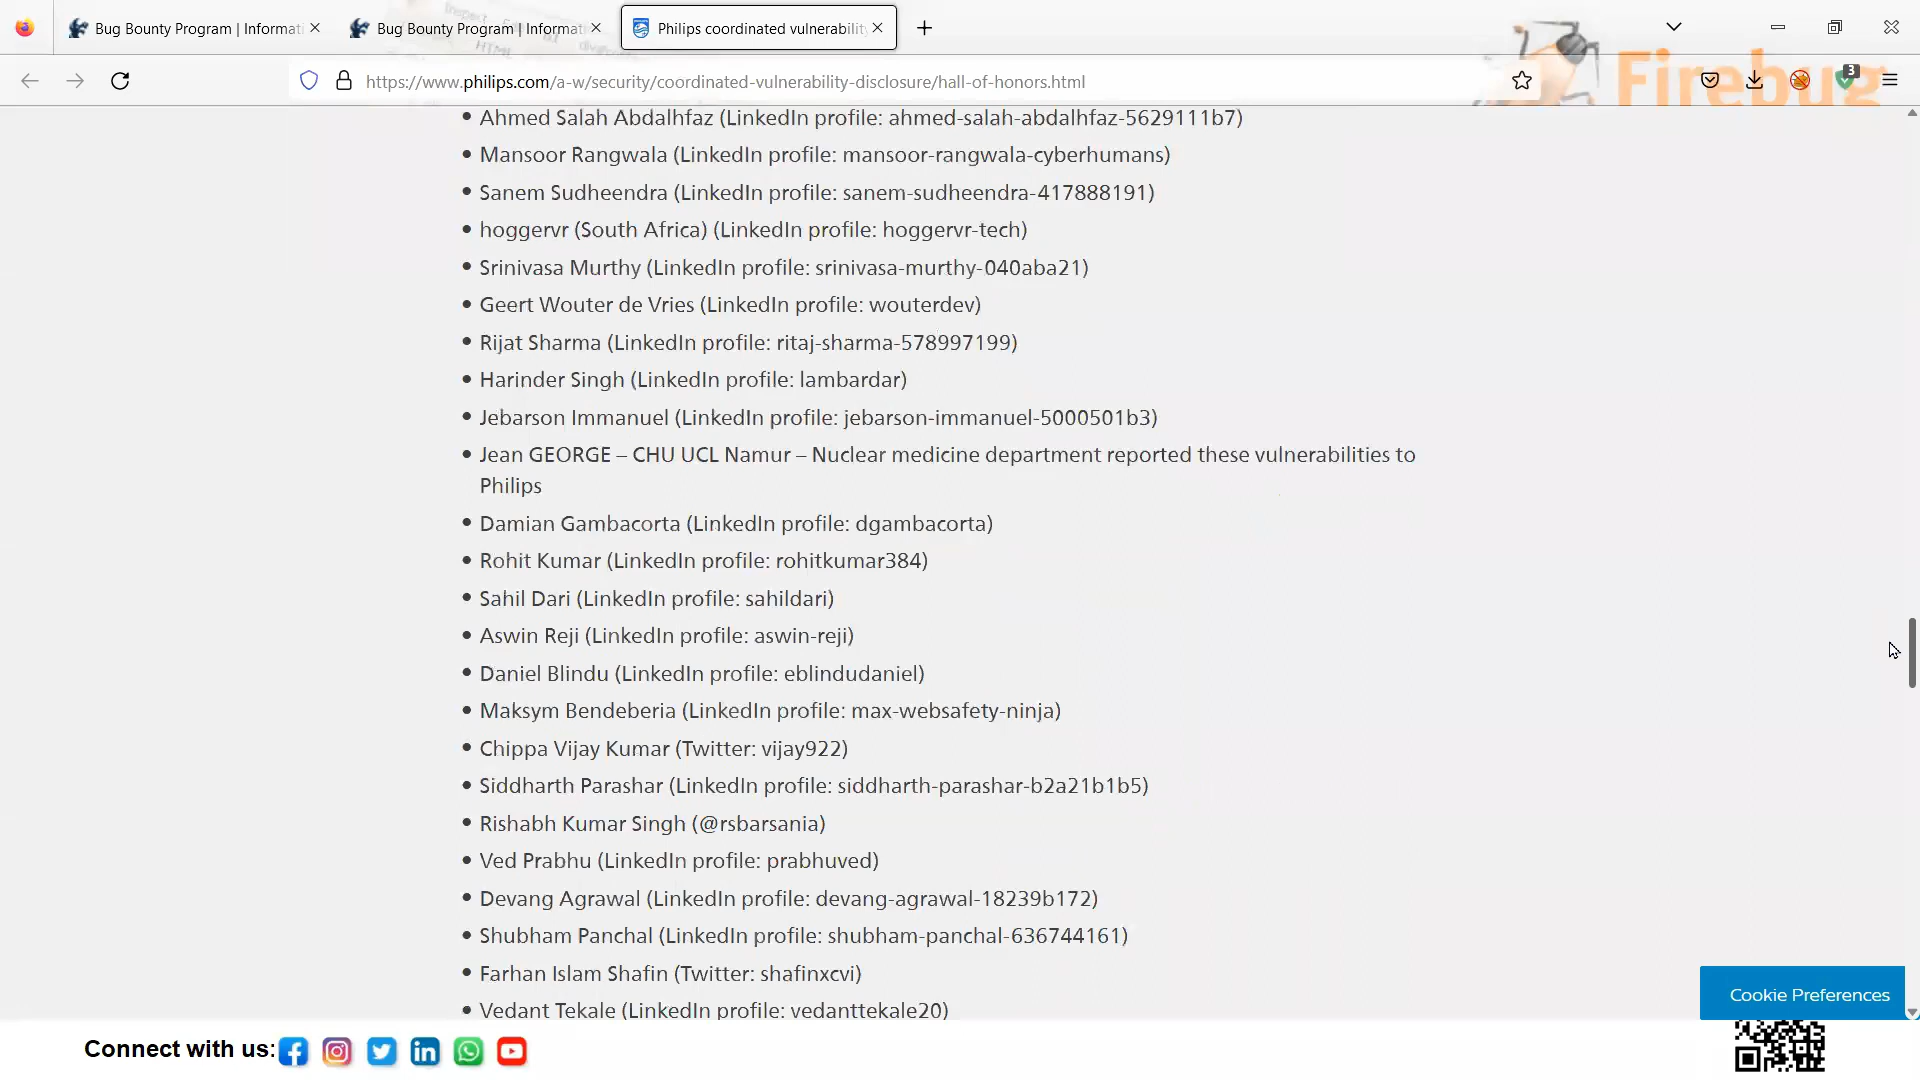 Bug Bounty Program | Informati
Bug Bounty Program | Informati
Philips coordinated vulnerability
https://www.philips.com/a-w/security/coordinated-vulnerability-disclosure/hall-of-honors.html
3
Firebug
Ahmed Salah Abdalhfaz (LinkedIn profile: ahmed-salah-abdalhfaz-5629111b7)
Mansoor Rangwala (LinkedIn profile: mansoor-rangwala-cyberhumans)
Sanem Sudheendra (LinkedIn profile: sanem-sudheendra-417888191)
hoggervr (South Africa) (LinkedIn profile: hoggervr-tech)
Srinivasa Murthy (LinkedIn profile: srinivasa-murthy-040aba21)
Geert Wouter de Vries (LinkedIn profile: wouterdev)
Rijat Sharma (LinkedIn profile: ritaj-sharma-578997199)
Harinder Singh (LinkedIn profile: lambardar)
Jebarson Immanuel (LinkedIn profile: jebarson-immanuel-5000501b3)
Jean GEORGE – CHU UCL Namur – Nuclear medicine department reported these vulnerabilities to
Philips
Damian Gambacorta (LinkedIn profile: dgambacorta)
Rohit Kumar (LinkedIn profile: rohitkumar384)
Sahil Dari (LinkedIn profile: sahildari)
Aswin Reji (LinkedIn profile: aswin-reji)
Daniel Blindu (LinkedIn profile: eblindudaniel)
Maksym Bendeberia (LinkedIn profile: max-websafety-ninja)
Chippa Vijay Kumar (Twitter: vijay922)
Siddharth Parashar (LinkedIn profile: siddharth-parashar-b2a21b1b5)
Rishabh Kumar Singh (@rsbarsania)
Ved Prabhu (LinkedIn profile: prabhuved)
Devang Agrawal (LinkedIn profile: devang-agrawal-18239b172)
Shubham Panchal (LinkedIn profile: shubham-panchal-636744161)
Farhan Islam Shafin (Twitter: shafinxcvi)
Vedant Tekale (LinkedIn profile: vedanttekale20)
Cookie Preferences
Connect with us: